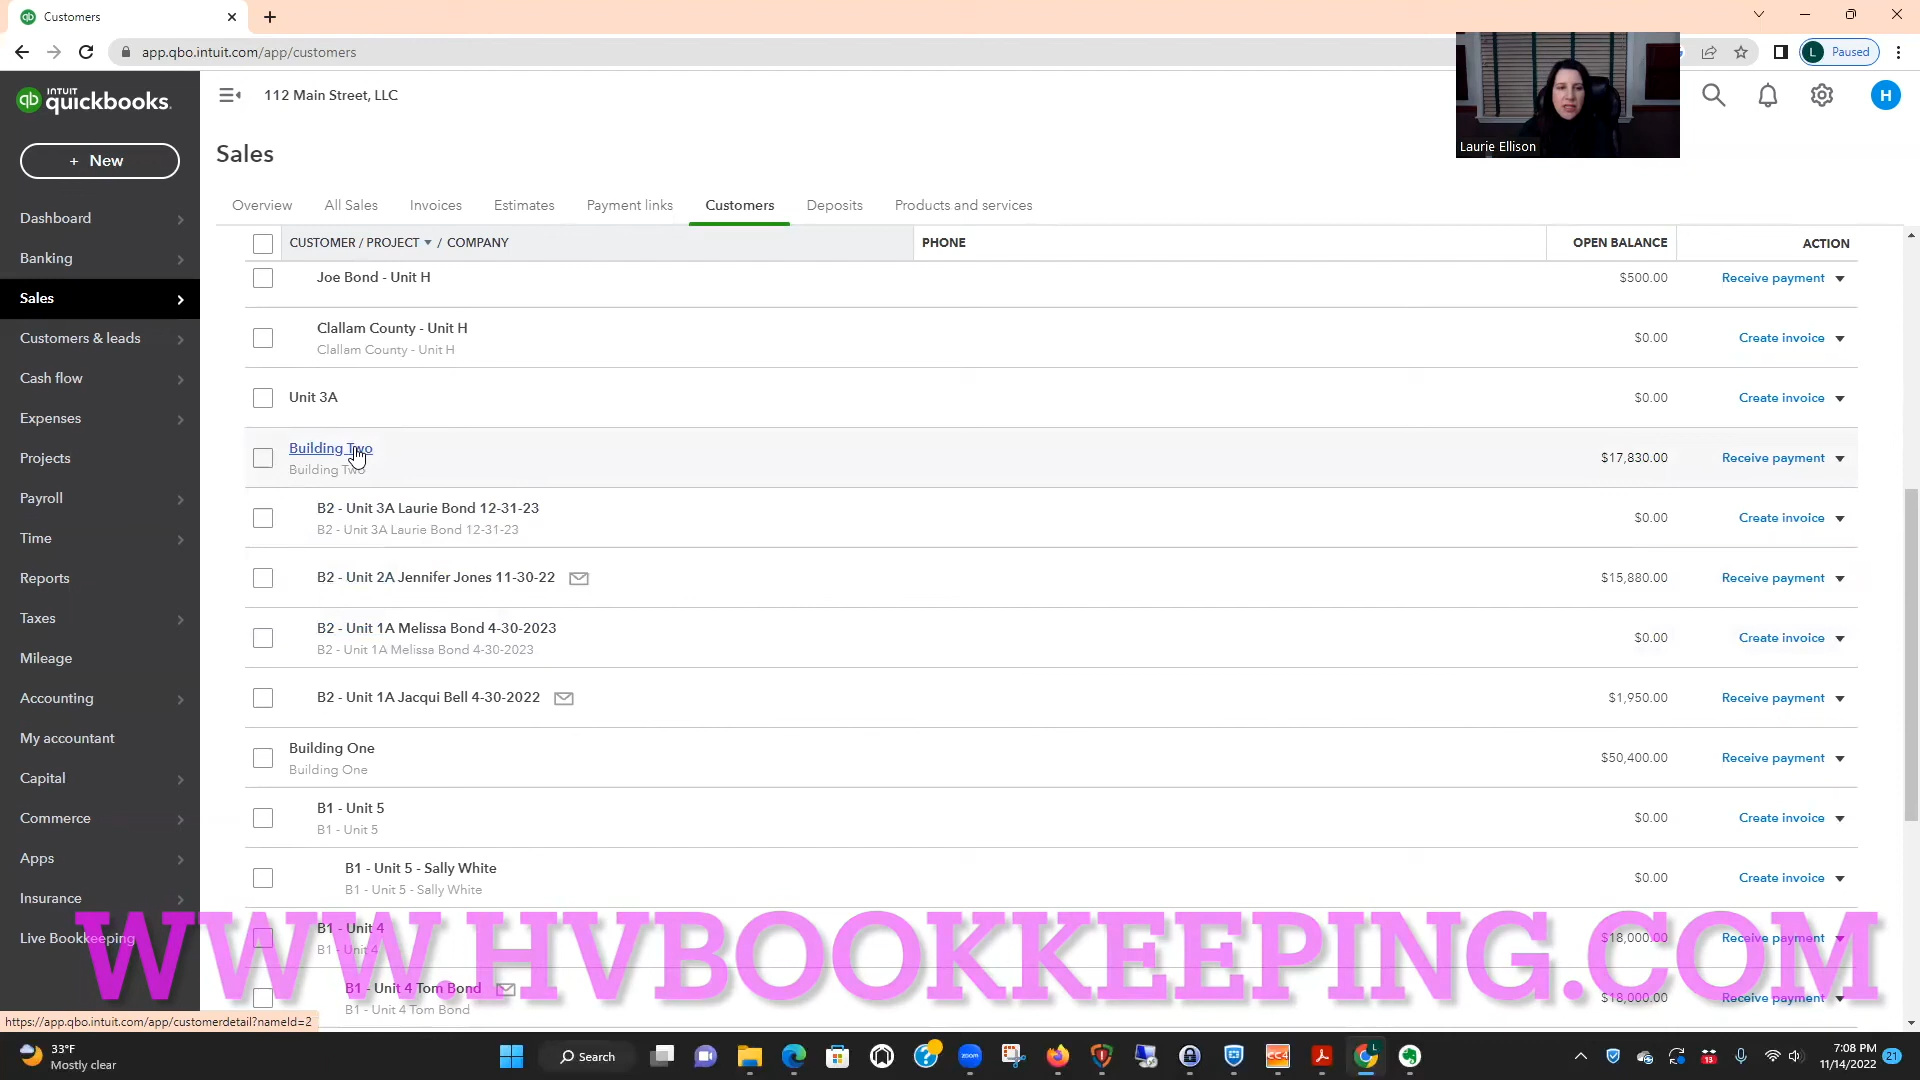 Customers
app.qbo.intuit.com/app/customers
L Paused
INTUIT
qb quickbooks.
112 Main Street, LLC
H
Laurie Ellison
+ New
Sales
Dashboard
Banking
Sales
Customers & leads
Cash flow
Expenses
Projects
Payroll
Time
Reports
Taxes
Mileage
Accounting
My accountant
Capital
Commerce
Apps
Insurance
Live Bookkeeping
Overview All Sales Invoices Estimates Payment links Customers Deposits Products and services
CUSTOMER / PROJECT / COMPANY PHONE OPEN BALANCE ACTION
Joe Bond - Unit H $500.00 Receive payment
Clallam County - Unit H $0.00 Create invoice
Clallam County - Unit H
Unit 3A $0.00 Create invoice
Building Two $17,830.00 Receive payment
Building Two
B2 - Unit 3A Laurie Bond 12-31-23 $0.00 Create invoice
B2 - Unit 3A Laurie Bond 12-31-23
B2 - Unit 2A Jennifer Jones 11-30-22 $15,880.00 Receive payment
B2 - Unit 1A Melissa Bond 4-30-2023 $0.00 Create invoice
B2 - Unit 1A Melissa Bond 4-30-2023
B2 - Unit 1A Jacqui Bell 4-30-2022 $1,950.00 Receive payment
Building One $50,400.00 Receive payment
Building One
B1 - Unit 5 $0.00 Create invoice
B1 - Unit 5
B1 - Unit 5 - Sally White $0.00 Create invoice
B1 - Unit 5 - Sally White
B1 - Unit 4 $18,000.00 Receive payment
B1 - Unit 4
B1 - Unit 4 Tom Bond $18,000.00 Receive payment
B1 - Unit 4 Tom Bond
WWW.HVBOOKKEEPING.COM
https://app.qbo.intuit.com/app/customerdetail?nameId=2
33°F
Mostly clear
Search
zoom
CC4
13
7:08 PM
11/14/2022
21